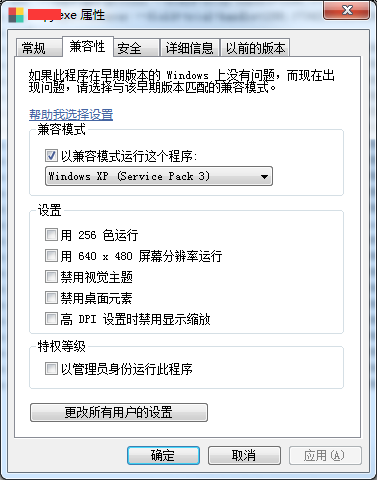 .exe 属性
常规 兼容性 安全 详细信息 以前的版本
如果此程序在早期版本的 Windows 上没有问题，而现在出
现问题，请选择与该早期版本匹配的兼容模式。
帮助我选择设置
兼容模式
以兼容模式运行这个程序:
Windows XP (Service Pack 3)
设置
用 256 色运行
用 640 x 480 屏幕分辨率运行
禁用视觉主题
禁用桌面元素
高 DPI 设置时禁用显示缩放
特权等级
以管理员身份运行此程序
更改所有用户的设置
确定 取消 应用(A)